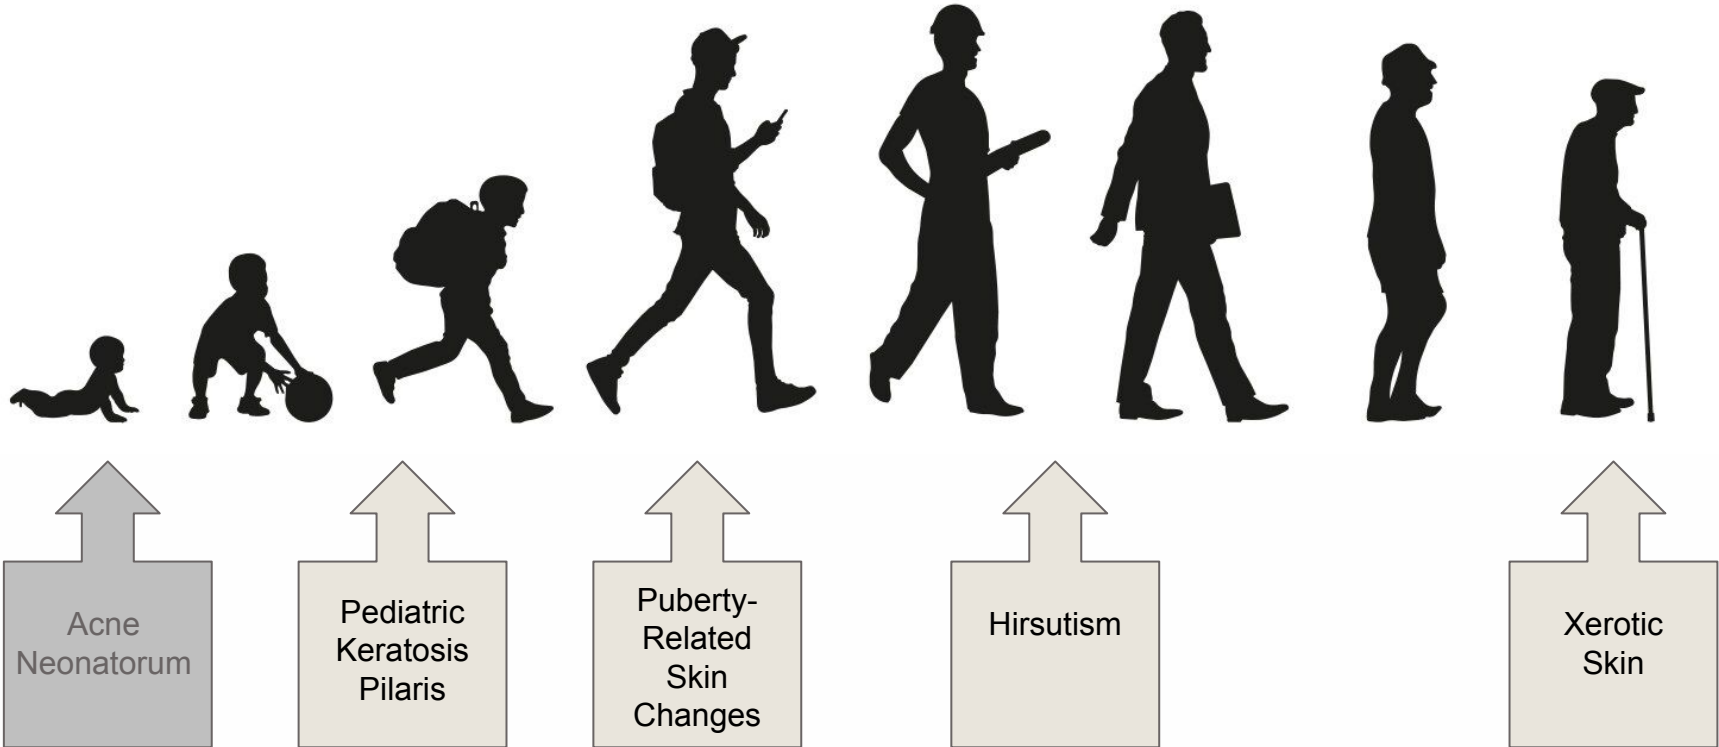 Acne
Neonatorum
Pediatric
Keratosis
Pilaris
Puberty-
Related
Skin
Changes
Hirsutism
Xerotic
Skin